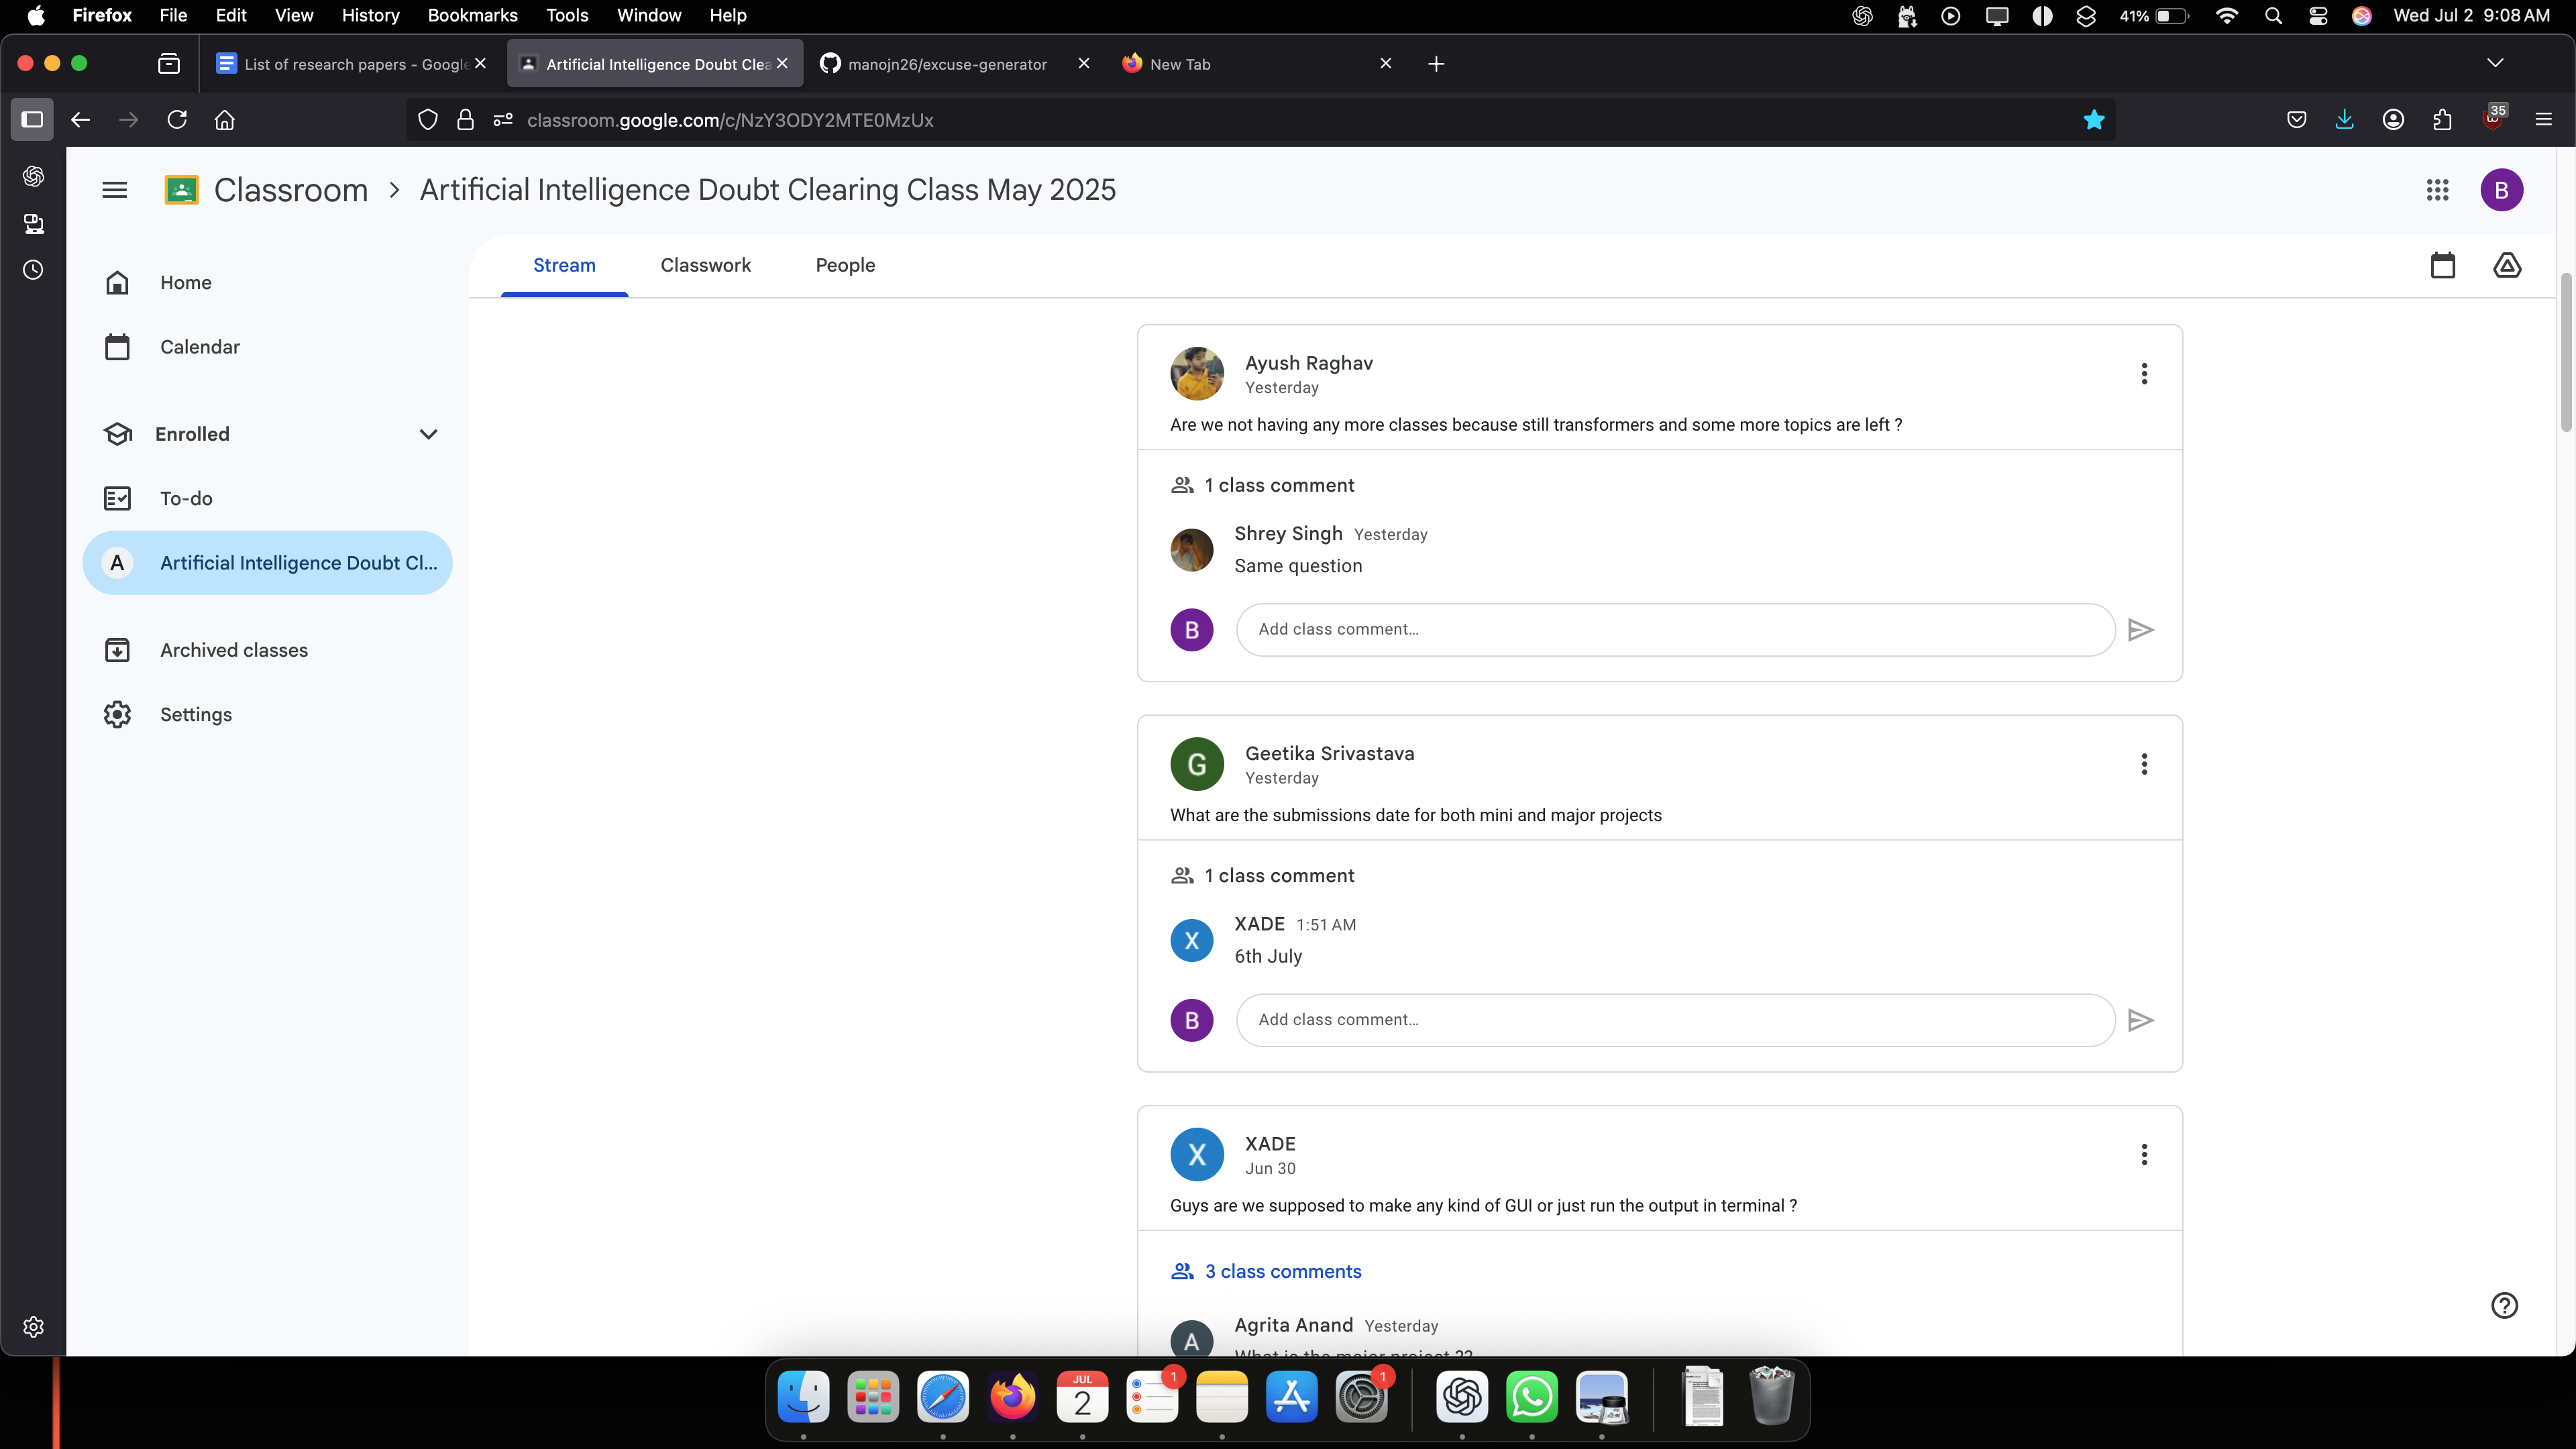 Firefox File Edit View History Bookmarks Tools Window Help 41% Wed Jul 2 9:08 AM
List of research papers - Google
Artificial Intelligence Doubt Clea
manojn26/excuse-generator
New Tab
classroom.google.com/c/NzY3ODY2MTE0MzUx
35
Classroom > Artificial Intelligence Doubt Clearing Class May 2025
B
Home
Calendar
Enrolled
To-do
A Artificial Intelligence Doubt Cl...
Archived classes
Settings
Stream Classwork People
Ayush Raghav
Yesterday
Are we not having any more classes because still transformers and some more topics are left ?
1 class comment
Shrey Singh Yesterday
Same question
B Add class comment...
G Geetika Srivastava
Yesterday
What are the submissions date for both mini and major projects
1 class comment
X XADE 1:51 AM
6th July
B Add class comment...
X XADE
Jun 30
Guys are we supposed to make any kind of GUI or just run the output in terminal ?
3 class comments
A Agrita Anand Yesterday
What is the major project ??
JUL
2
1
1